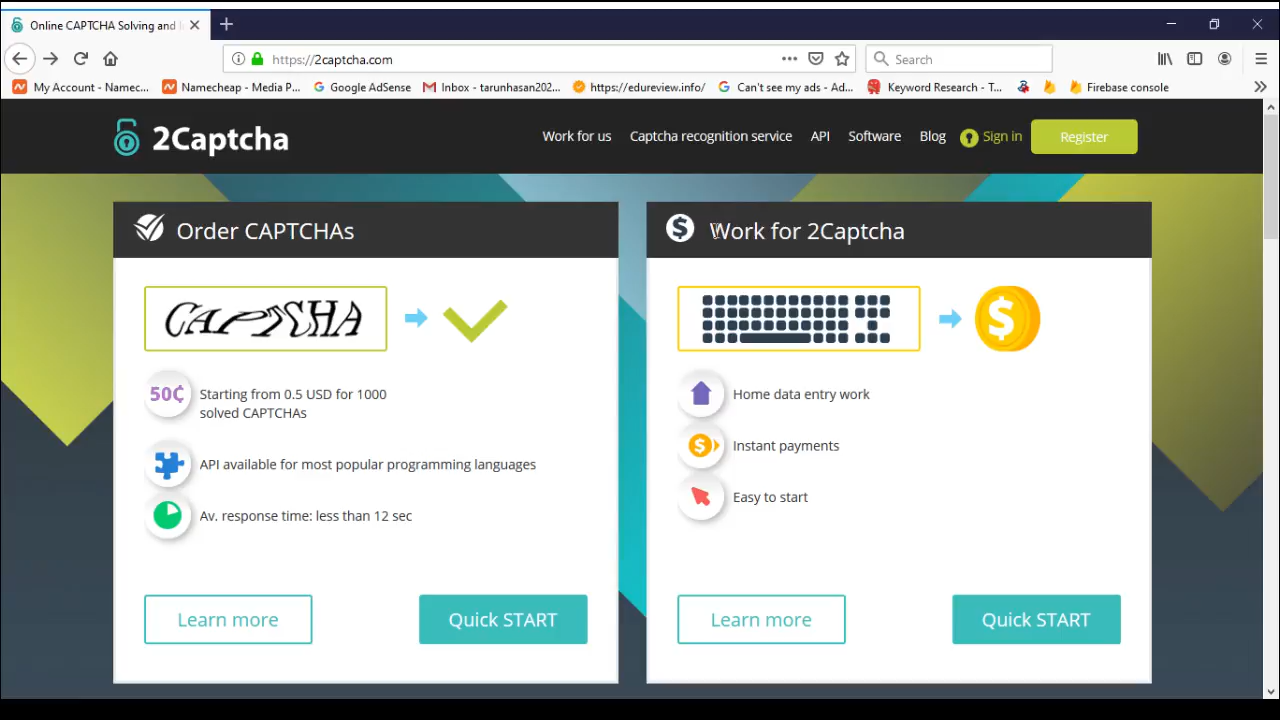 Online CAPTCHA Solving and I
https://2captcha.com
Search
My Account - Namec...
Namecheap - Media P...
Google AdSense
Inbox - tarunhasan202...
https://edureview.info/
Can't see my ads - Ad...
Keyword Research - T...
Firebase console
2Captcha
Work for us
Captcha recognition service
API
Software
Blog
Sign in
Register
Order CAPTCHAs
CAPTCHA
50¢
Starting from 0.5 USD for 1000
solved CAPTCHAs
API available for most popular programming languages
Av. response time: less than 12 sec
Learn more
Quick START
$
Work for 2Captcha
$
Home data entry work
$
Instant payments
Easy to start
Learn more
Quick START